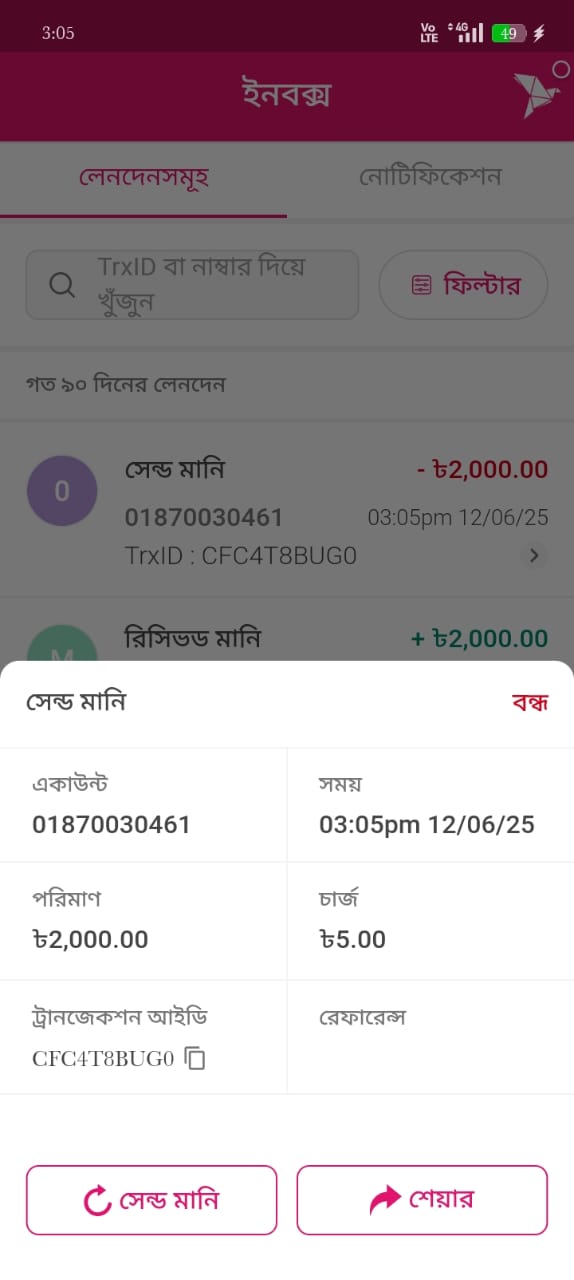 3:05
Vo
LTE
4G
49
ইনবক্স
লেনদেনসমূহ
নোটিফিকেশন
TrxID বা নাম্বার দিয়ে
খুঁজুন
ফিল্টার
গত ৯০ দিনের লেনদেন
0
সেন্ড মানি
- ৳2,000.00
01870030461
03:05pm 12/06/25
TrxID : CFC4T8BUG0
M
রিসিভড মানি
+ ৳2,000.00
সেন্ড মানি
বন্ধ
একাউন্ট
সময়
01870030461
03:05pm 12/06/25
পরিমাণ
চার্জ
৳2,000.00
৳5.00
ট্রানজেকশন আইডি
রেফারেন্স
CFC4T8BUG0
সেন্ড মানি
শেয়ার